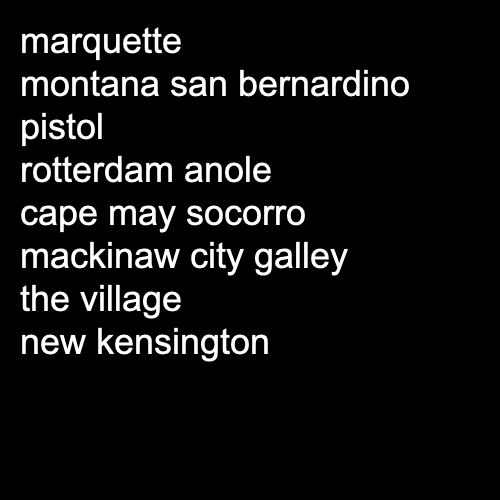 marquette
montana san bernardino
pistol
rotterdam anole
cape may socorro
mackinaw city galley
the village
new kensington